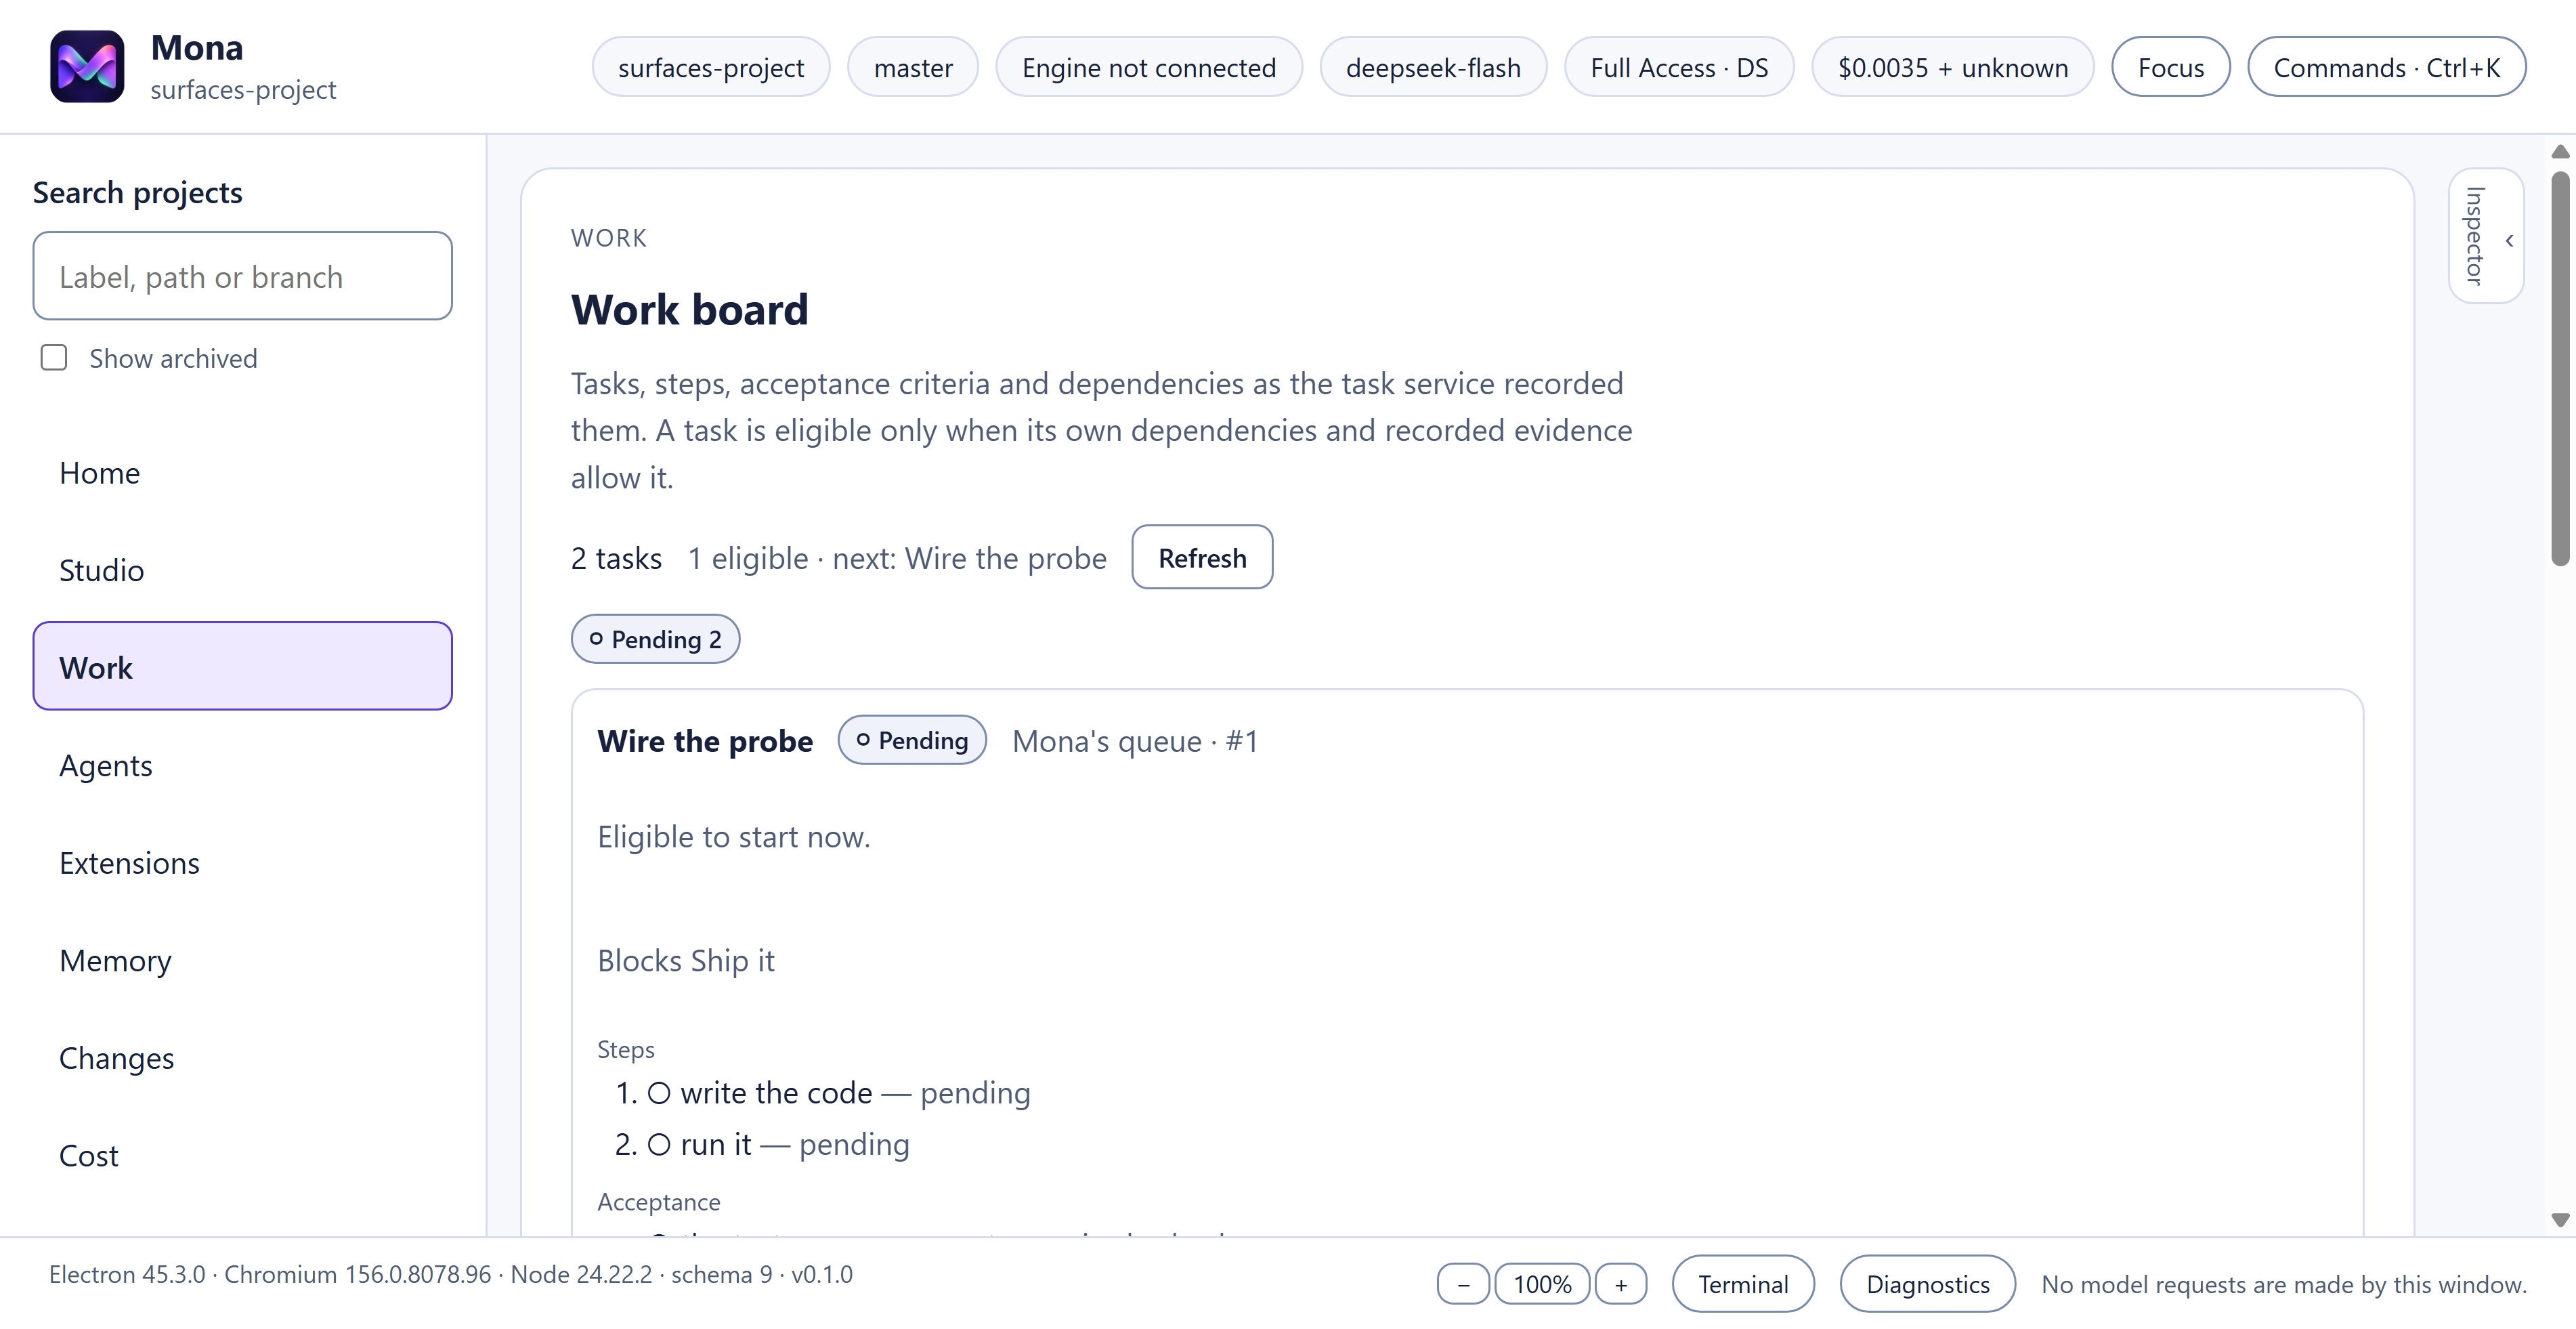 Mona
surfaces-project
surfaces-project
master
Engine not connected
deepseek-flash
Full Access · DS
$0.0035 + unknown
Focus
Commands · Ctrl+K
Search projects
Label, path or branch
Show archived
Home
Studio
Work
Agents
Extensions
Memory
Changes
Cost
WORK
Work board
Tasks, steps, acceptance criteria and dependencies as the task service recorded
them. A task is eligible only when its own dependencies and recorded evidence
allow it.
2 tasks 1 eligible · next: Wire the probe Refresh
Pending 2
Wire the probe Pending Mona's queue · #1
Eligible to start now.
Blocks Ship it
Steps
1. write the code — pending
2. run it — pending
Acceptance
Inspector ‹
Electron 45.3.0 · Chromium 156.0.8078.96 · Node 24.22.2 · schema 9 · v0.1.0
− 100% +
Terminal
Diagnostics
No model requests are made by this window.